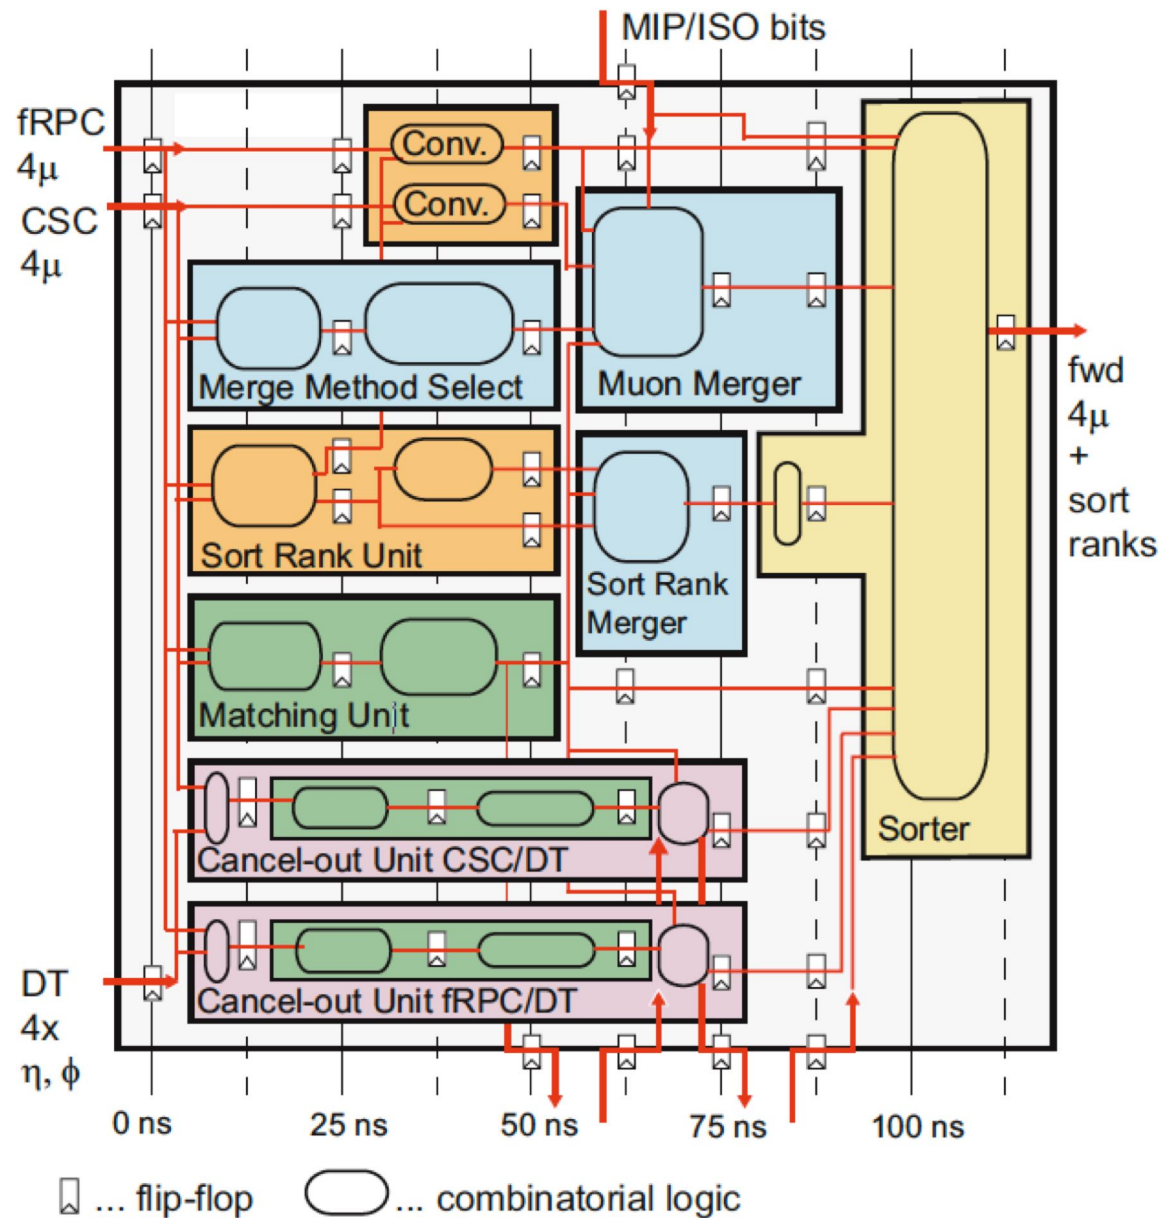 MIP/ISO bits
fRPC
4μ
Conv.
CSC
4μ
Conv.
Merge Method Select
Muon Merger
fwd
4μ
+
sort
ranks
Sort Rank Unit
Sort Rank
Merger
Matching Unit
Sorter
Cancel-out Unit CSC/DT
DT
4x
η, ϕ
Cancel-out Unit fRPC/DT
0 ns 25 ns 50 ns 75 ns 100 ns
... flip-flop ... combinatorial logic